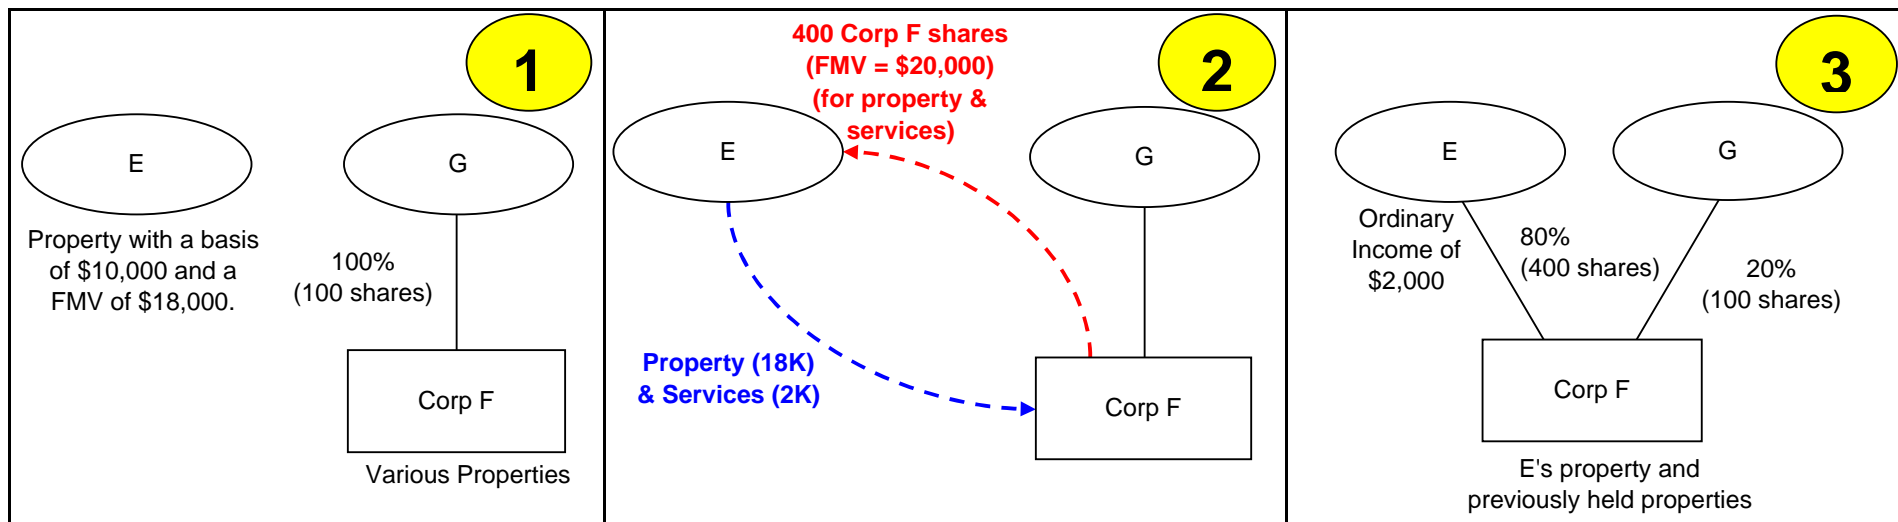 1
E
G
Property with a basis
of $10,000 and a
FMV of $18,000.
100%
(100 shares)
Corp F
Various Properties
2
400 Corp F shares
(FMV = $20,000)
(for property &
services)
E
G
Property (18K)
& Services (2K)
Corp F
3
E
G
Ordinary
Income of
$2,000
80%
(400 shares)
20%
(100 shares)
Corp F
E's property and
previously held properties